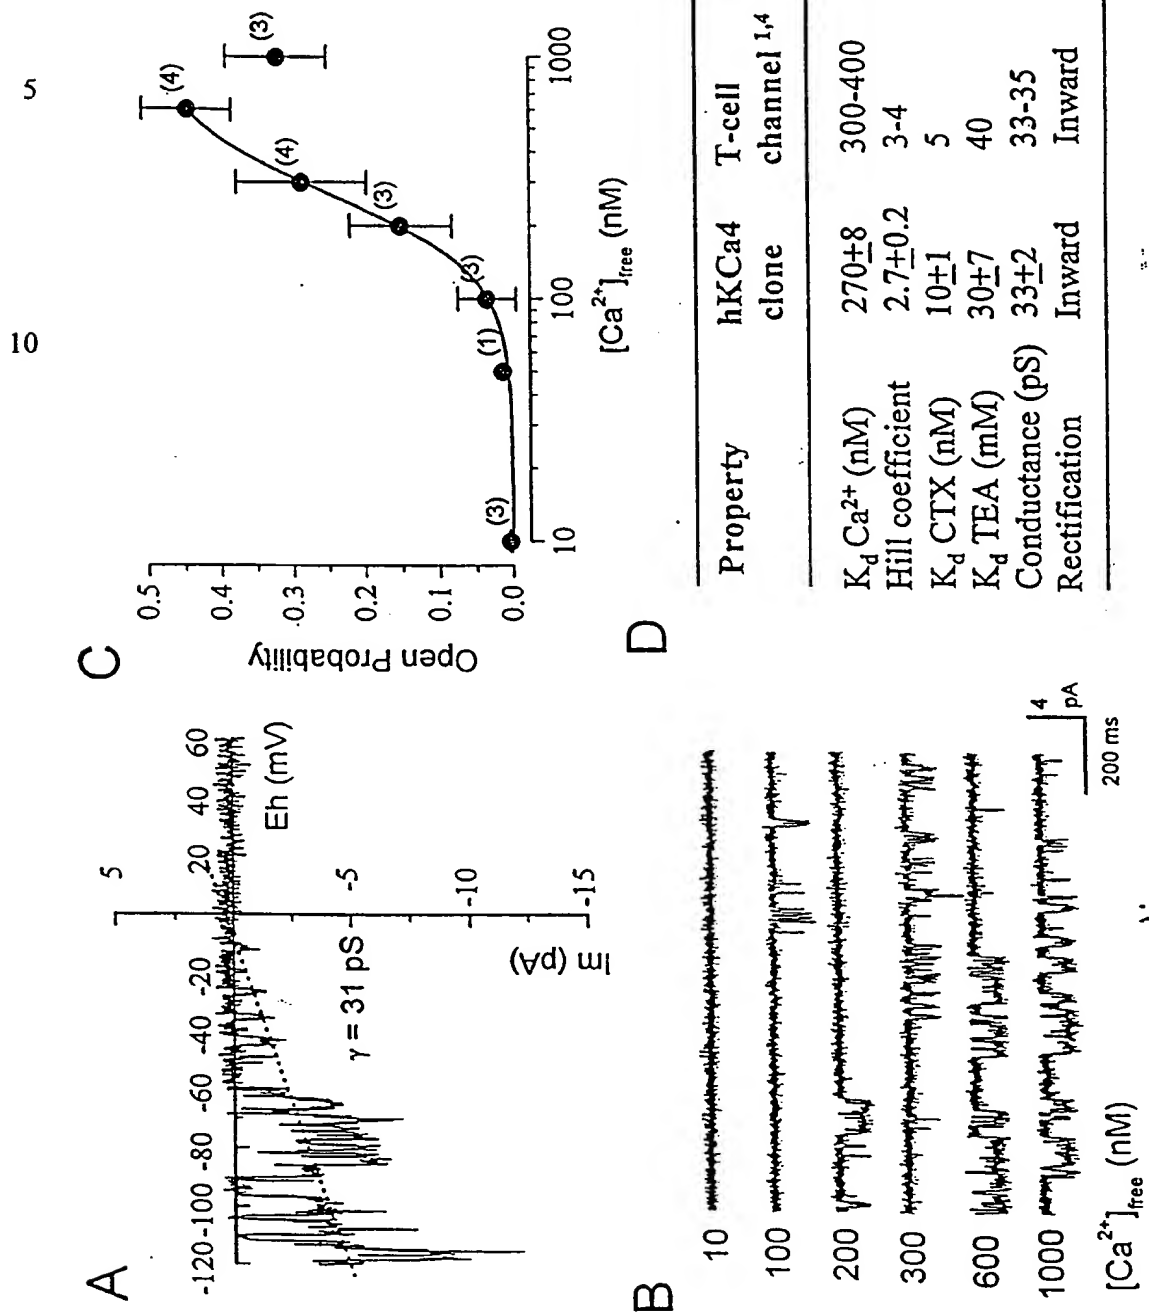 5
10
A
5
-5
-10
-15
-120
-100
-80
-60
-40
-20
20
40
60
Eh (mV)
Im (pA)
γ = 31 pS
B
10
100
200
300
600
1000
[Ca2+]free (nM)
4
pA
200 ms
C
Open Probability
0.5
0.4
0.3
0.2
0.1
0.0
(3)
(1)
(3)
(3)
(4)
(4)
(3)
10
100
1000
[Ca2+]free (nM)
D
Property hKCa4 clone T-cell channel 1,4
Kd Ca2+ (nM) 270±8 300-400
Hill coefficient 2.7±0.2 3-4
Kd CTX (nM) 10±1 5
Kd TEA (mM) 30±7 40
Conductance (pS) 33±2 33-35
Rectification Inward Inward